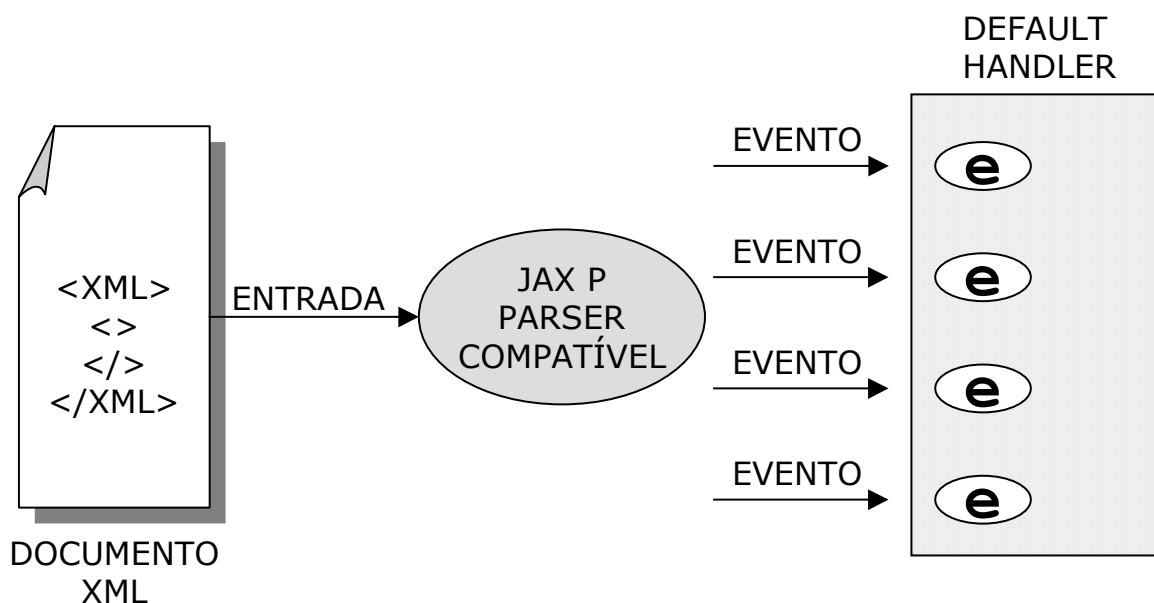 DEFAULT
HANDLER
EVENTO
e
EVENTO
e
<XML>
<>
</>
</XML>
ENTRADA
JAX P
PARSER
COMPATÍVEL
EVENTO
e
EVENTO
e
DOCUMENTO
XML